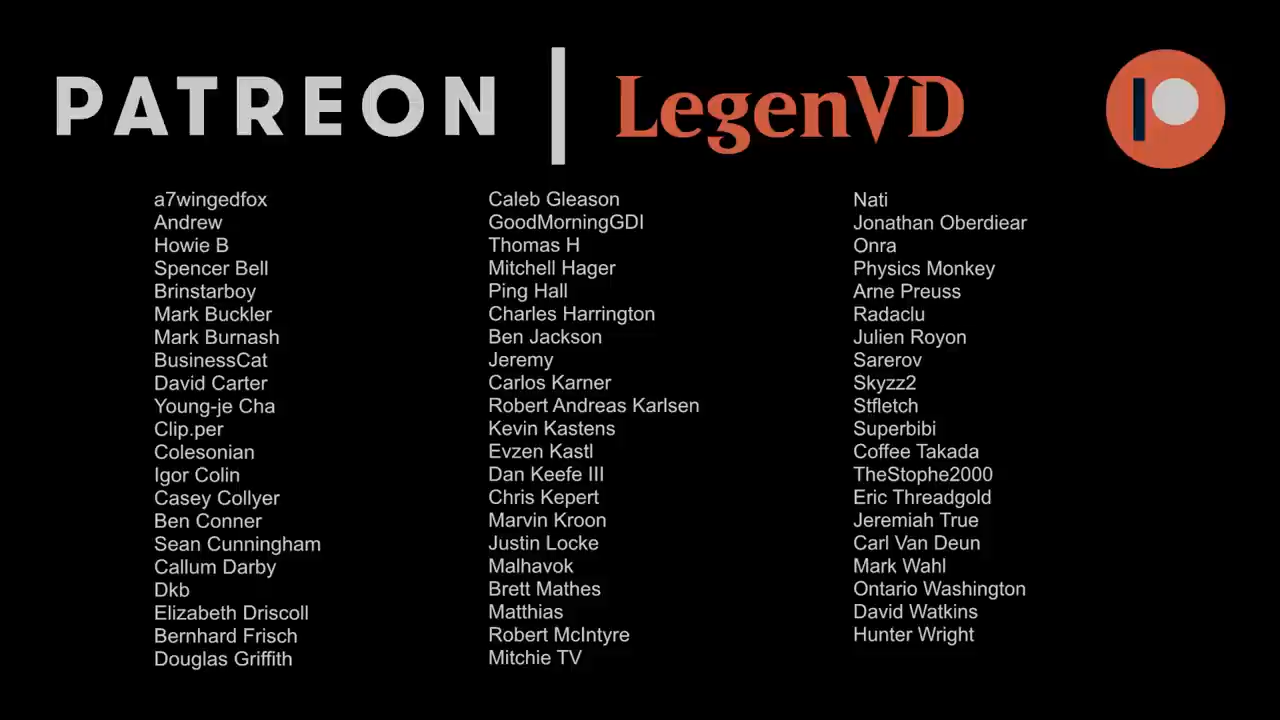 PATREON | LegenVD
a7wingedfox
Andrew
Howie B
Spencer Bell
Brinstarboy
Mark Buckler
Mark Burnash
BusinessCat
David Carter
Young-je Cha
Clip.per
Colesonian
Igor Colin
Casey Collyer
Ben Conner
Sean Cunningham
Callum Darby
Dkb
Elizabeth Driscoll
Bernhard Frisch
Douglas Griffith
Caleb Gleason
GoodMorningGDI
Thomas H
Mitchell Hager
Ping Hall
Charles Harrington
Ben Jackson
Jeremy
Carlos Karner
Robert Andreas Karlsen
Kevin Kastens
Evzen Kastl
Dan Keefe III
Chris Kepert
Marvin Kroon
Justin Locke
Malhavok
Brett Mathes
Matthias
Robert McIntyre
Mitchie TV
Nati
Jonathan Oberdiear
Onra
Physics Monkey
Arne Preuss
Radaclu
Julien Royon
Sarerov
Skyzz2
Stfletch
Superbibi
Coffee Takada
TheStophe2000
Eric Threadgold
Jeremiah True
Carl Van Deun
Mark Wahl
Ontario Washington
David Watkins
Hunter Wright